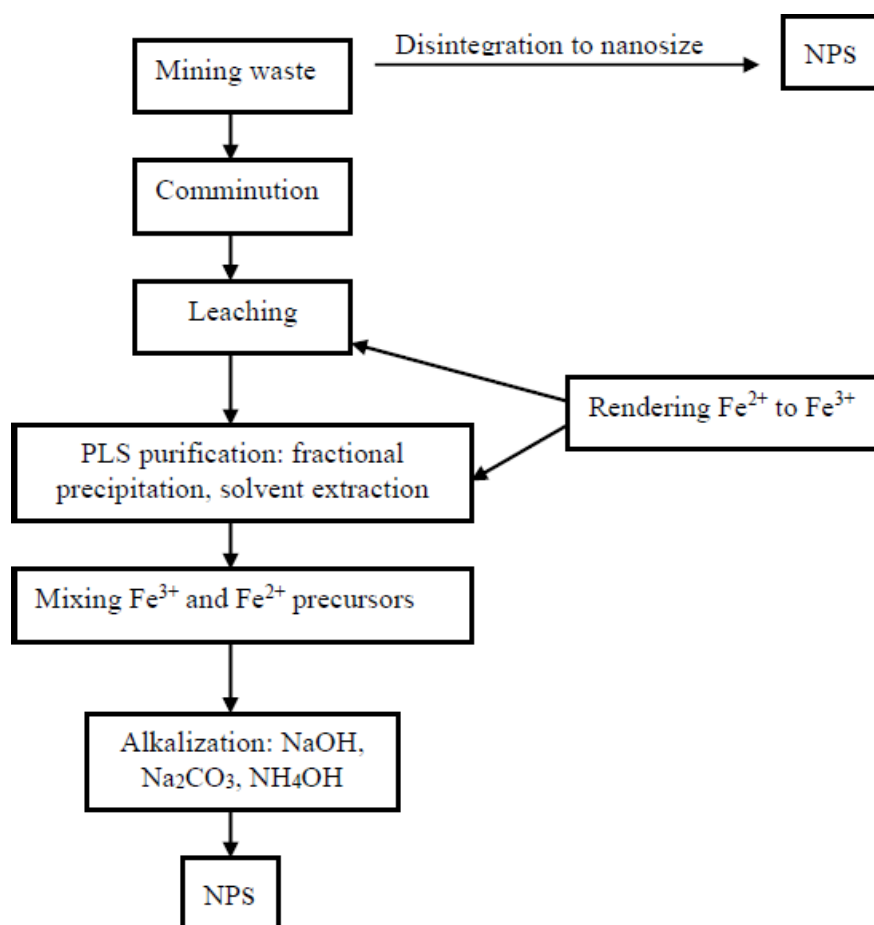 Disintegration to nanosize
NPS
Mining waste
Comminution
Leaching
Rendering Fe²⁺ to Fe³⁺
PLS purification: fractional
precipitation, solvent extraction
Mixing Fe³⁺ and Fe²⁺ precursors
Alkalization: NaOH,
Na₂CO₃, NH₄OH
NPS